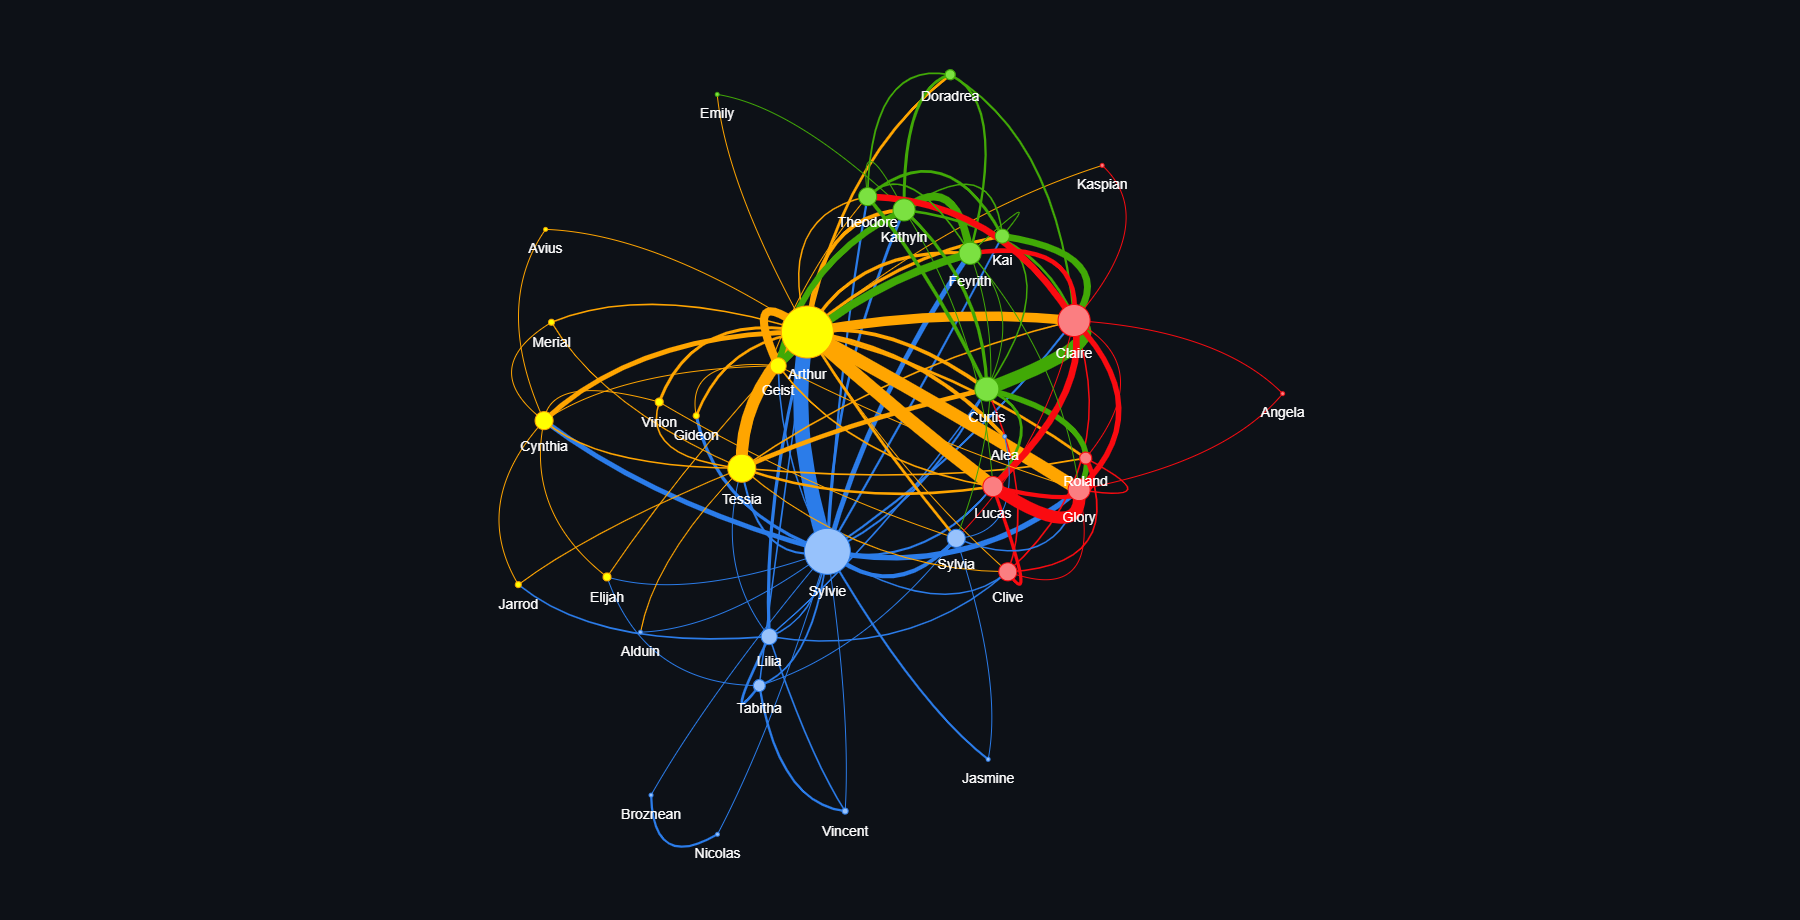 Doradrea
Emily
Kaspian
Theodore
Kathyln
Avius
Kai
Feyrith
Merial
Claire
Arthur
Geist
Angela
Curtis
Virion
Gideon
Cynthia
Alea
Roland
Tessia
Lucas
Glory
Sylvia
Sylvie
Elijah
Clive
Jarrod
Alduin
Lilia
Tabitha
Jasmine
Broznean
Vincent
Nicolas